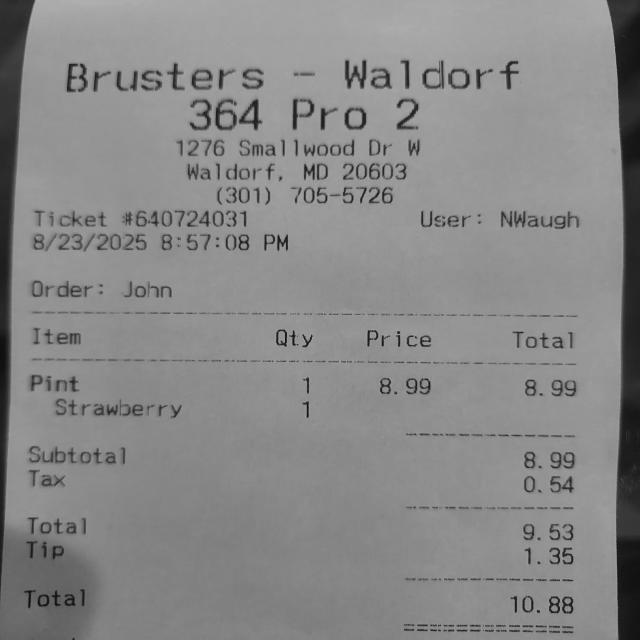 Brusters - Waldorf
364 Pro 2
1276 Smallwood Dr W
Waldorf, MD 20603
(301) 705-5726
Ticket #640724031 User: NWaugh
8/23/2025 8:57:08 PM
Order: John
Item Qty Price Total
Pint 1 8.99 8.99
Strawberry 1
Subtotal 8.99
Tax 0.54
Total 9.53
Tip 1.35
Total 10.88